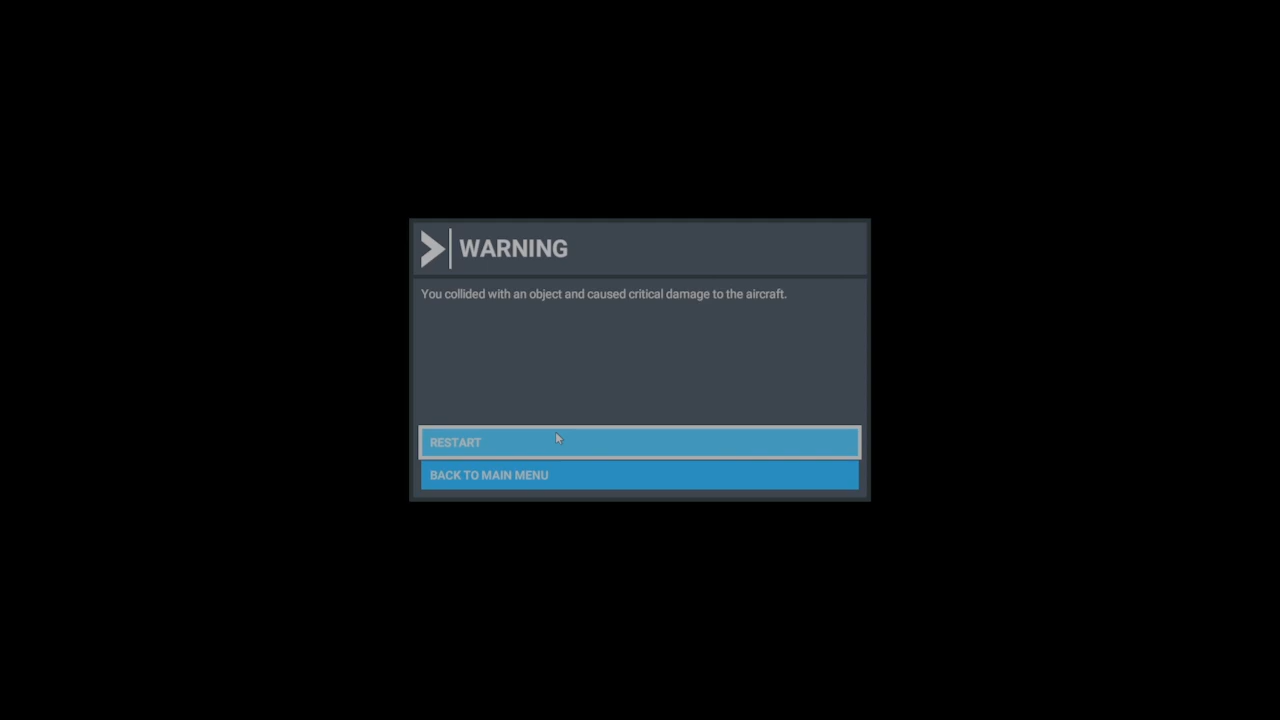 WARNING
You collided with an object and caused critical damage to the aircraft.
RESTART
BACK TO MAIN MENU